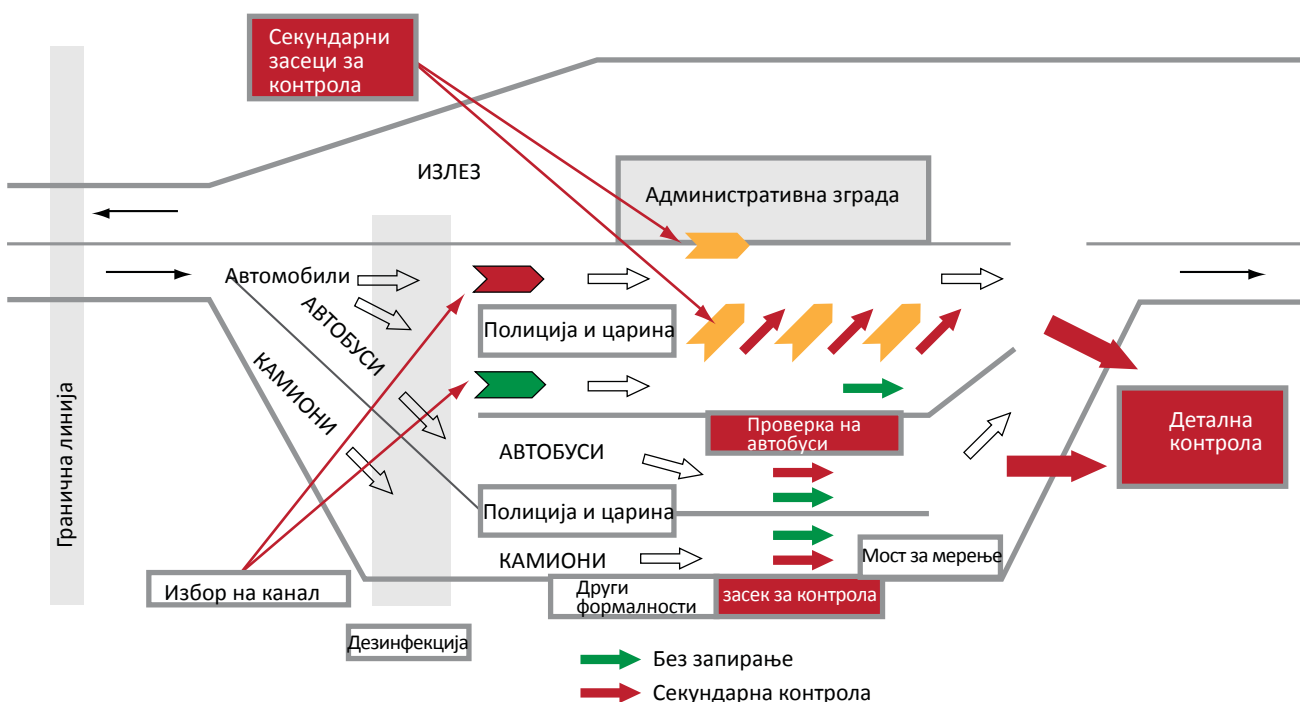 Секундарни
засеци за
контрола
ИЗЛЕЗ
Административна зграда
Автомобили
АВТОБУСИ
КАМИОНИ
Гранична линија
Полиција и царина
Проверка на
автобуси
Детална
контрола
АВТОБУСИ
Полиција и царина
КАМИОНИ
Мост за мерење
Избор на канал
Други
формалности
засек за контрола
Дезинфекција
Без запирање
Секундарна контрола